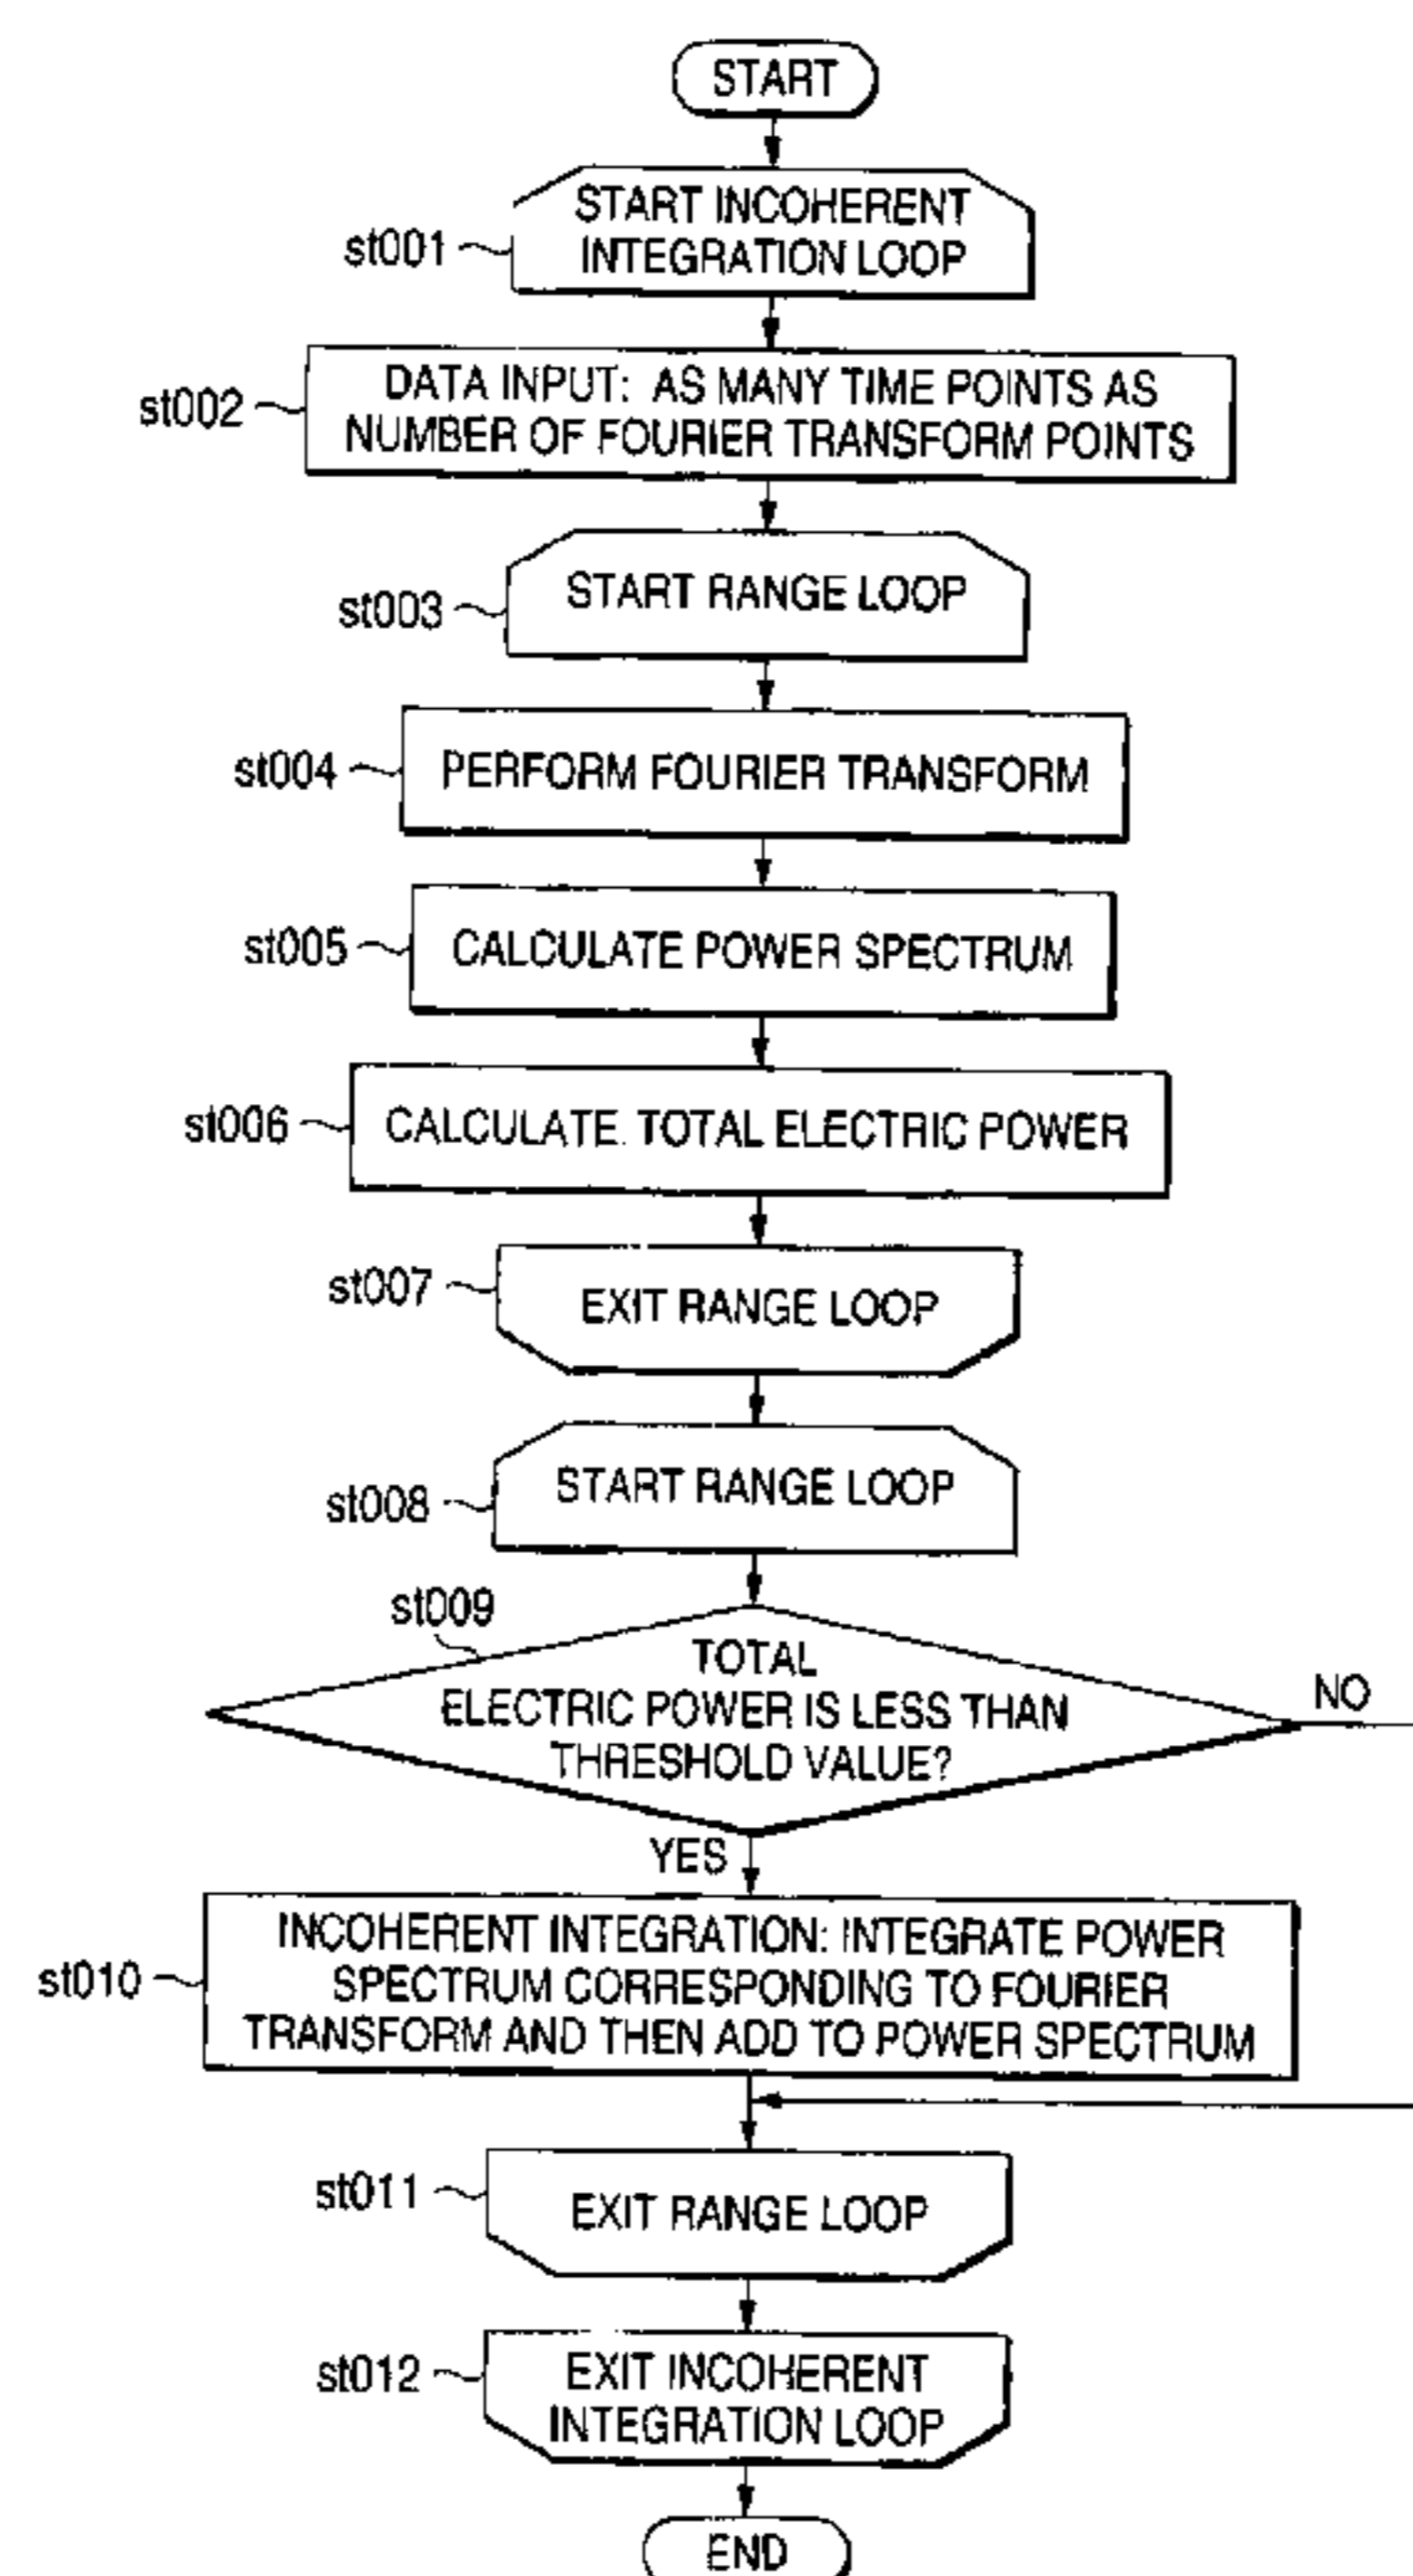 START
START INCOHERENT
INTEGRATION LOOP
st001
DATA INPUT: AS MANY TIME POINTS AS
NUMBER OF FOURIER TRANSFORM POINTS
st002
START RANGE LOOP
st003
PERFORM FOURIER TRANSFORM
st004
CALCULATE POWER SPECTRUM
st005
CALCULATE TOTAL ELECTRIC POWER
st006
EXIT RANGE LOOP
st007
START RANGE LOOP
st008
st009
TOTAL
ELECTRIC POWER IS LESS THAN
THRESHOLD VALUE?
NO
YES
INCOHERENT INTEGRATION: INTEGRATE POWER
SPECTRUM CORRESPONDING TO FOURIER
TRANSFORM AND THEN ADD TO POWER SPECTRUM
st010
EXIT RANGE LOOP
st011
EXIT INCOHERENT
INTEGRATION LOOP
st012
END